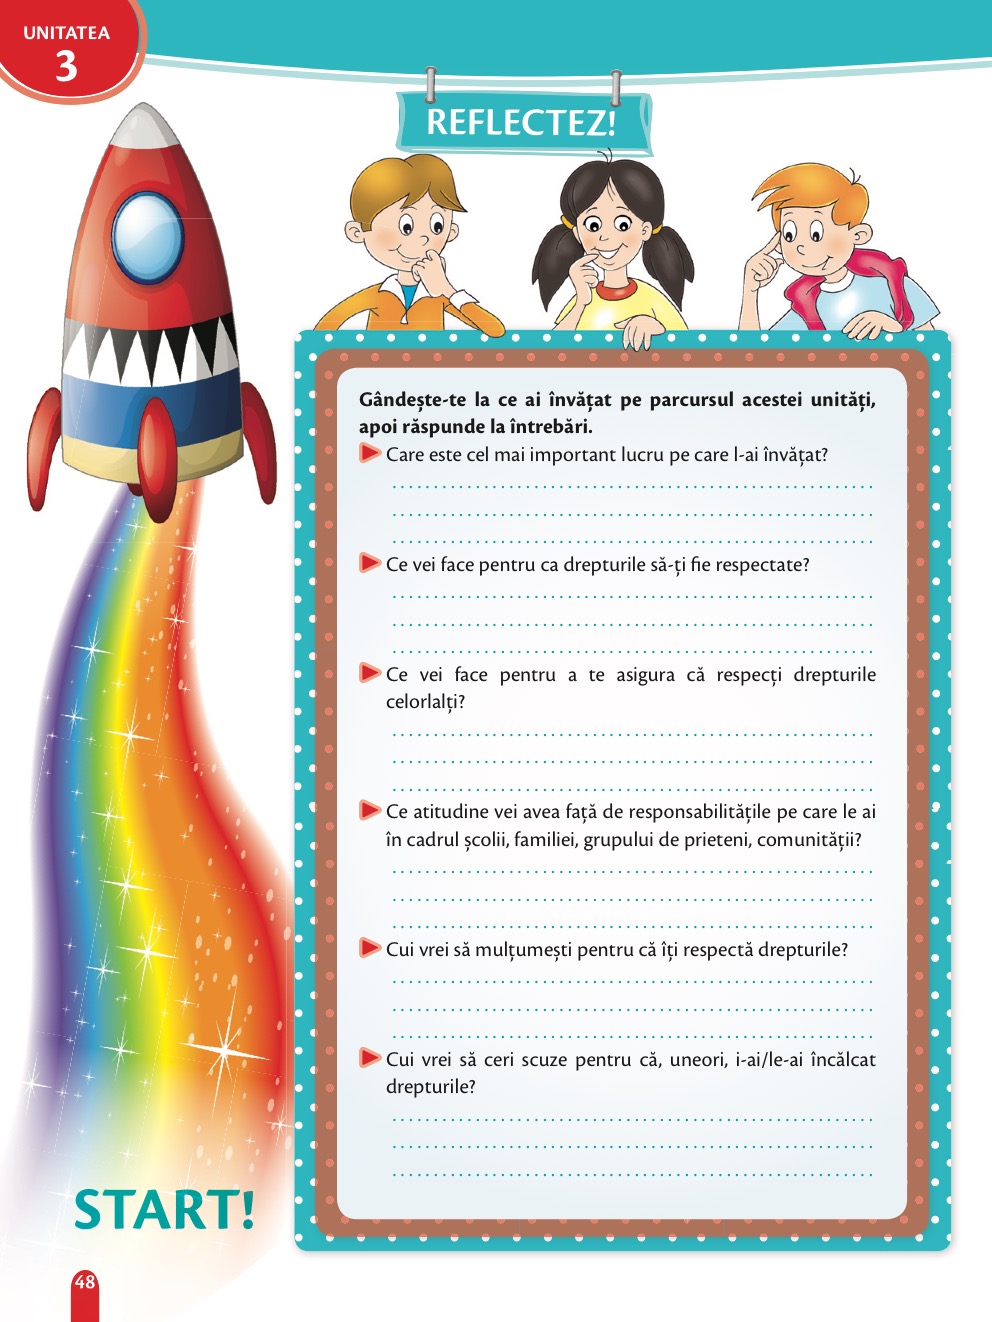 UNITATEA
3
REFLECTEZ!
Gândește-te la ce ai învățat pe parcursul acestei unități,
apoi răspunde la întrebări.
Care este cel mai important lucru pe care l-ai învățat?
Ce vei face pentru ca drepturile să-ți fie respectate?
Ce vei face pentru a te asigura că respecți drepturile
celorlalți?
Ce atitudine vei avea față de responsabilitățile pe care le ai
în cadrul școlii, familiei, grupului de prieteni, comunității?
Cui vrei să mulțumești pentru că îți respectă drepturile?
Cui vrei să ceri scuze pentru că, uneori, i-ai/le-ai încălcat
drepturile?
START!
48